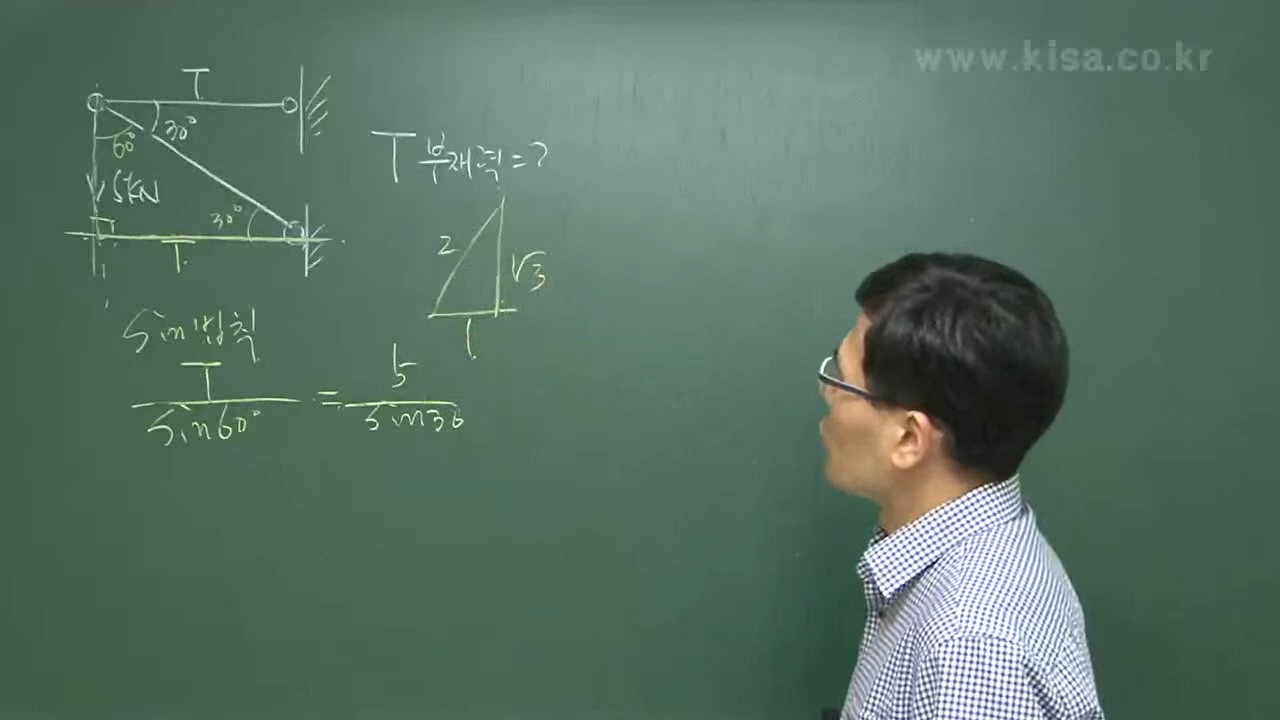 www.kisa.co.kr
T
30°
60°
5kN
30°
T
T 부재력=?
2
√3
1
Sin법칙
T/Sin60° = 5/Sin30